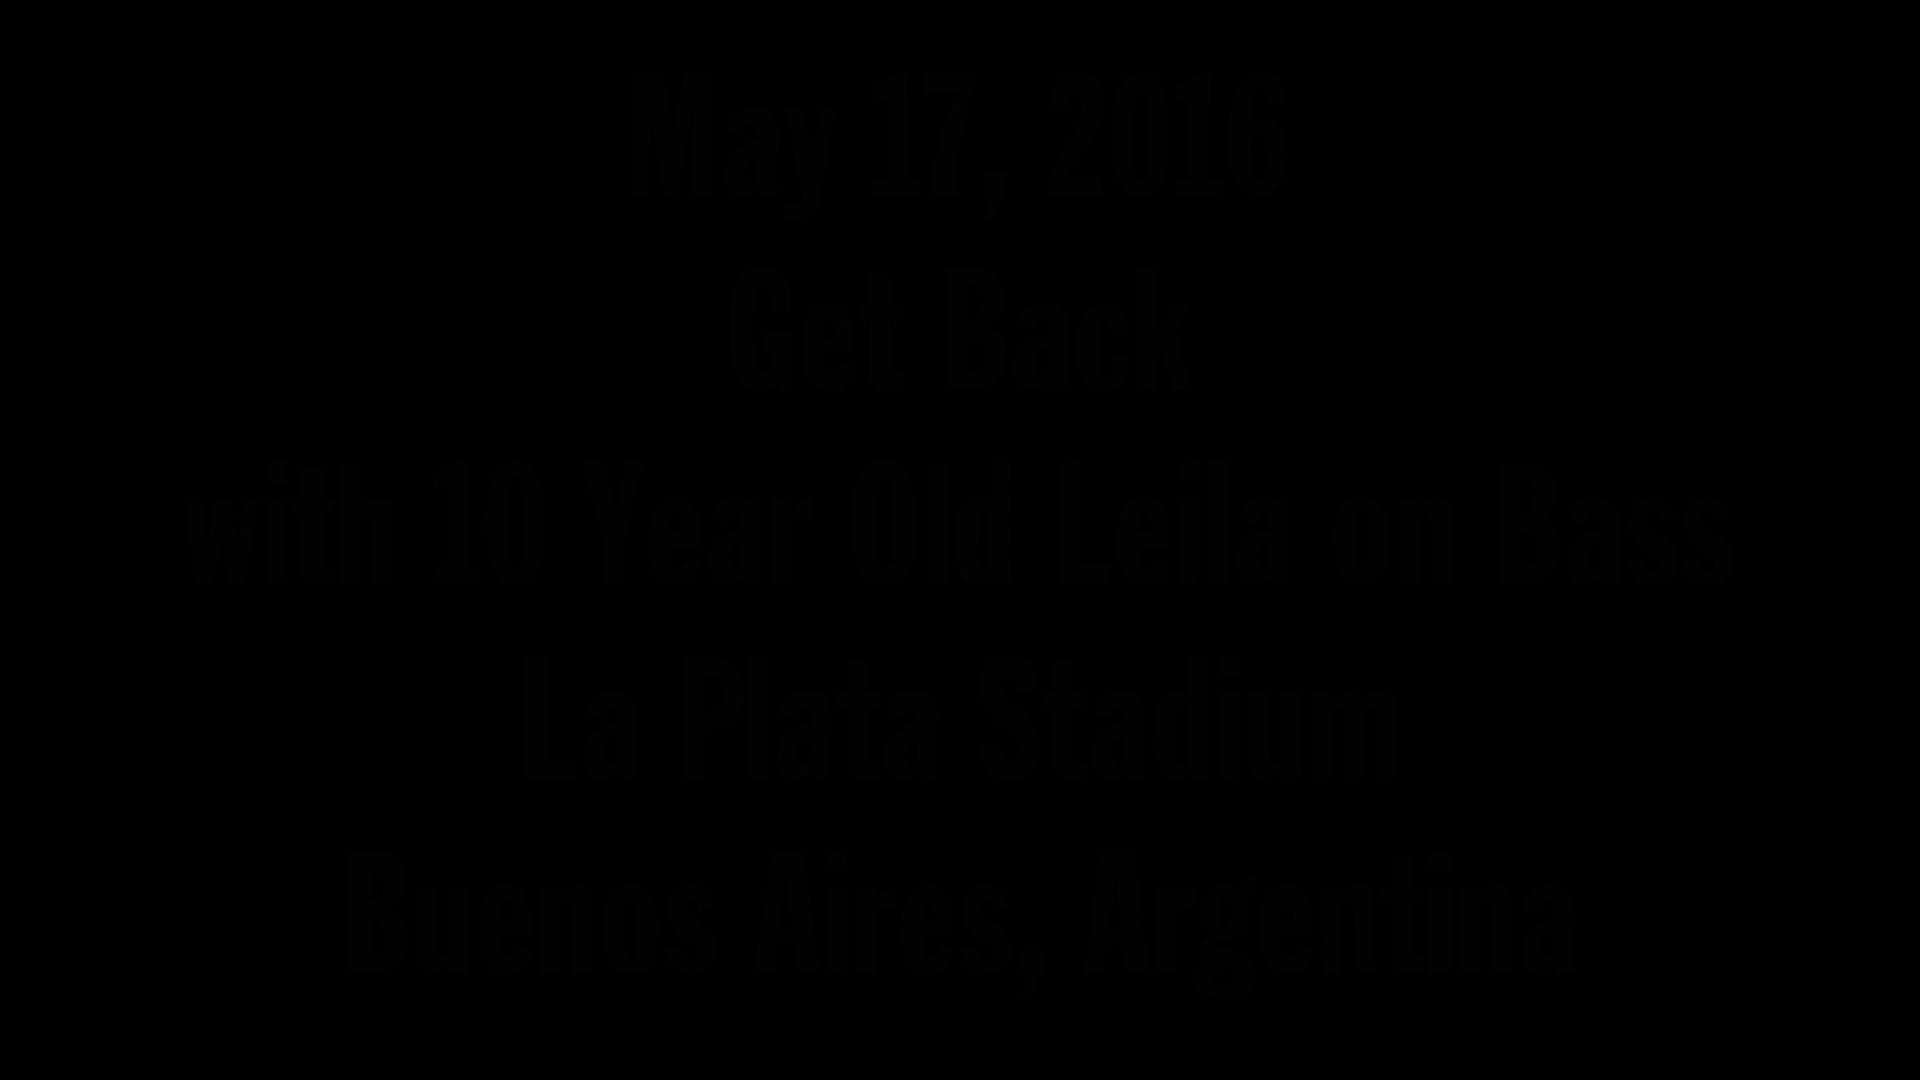 May 17, 2016
Get Back
with 10 Year Old Leila on Bass
La Plata Stadium
Buenos Aires, Argentina